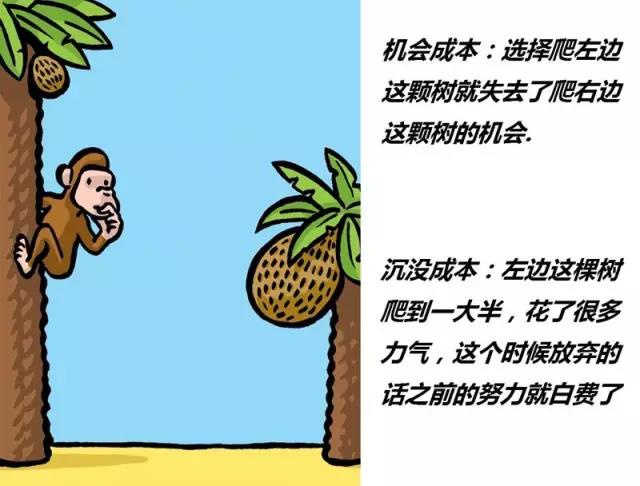 机会成本：选择爬左边
这颗树就失去了爬右边
这颗树的机会.
沉没成本：左边这棵树
爬到一大半，花了很多
力气，这个时候放弃的
话之前的努力就白费了